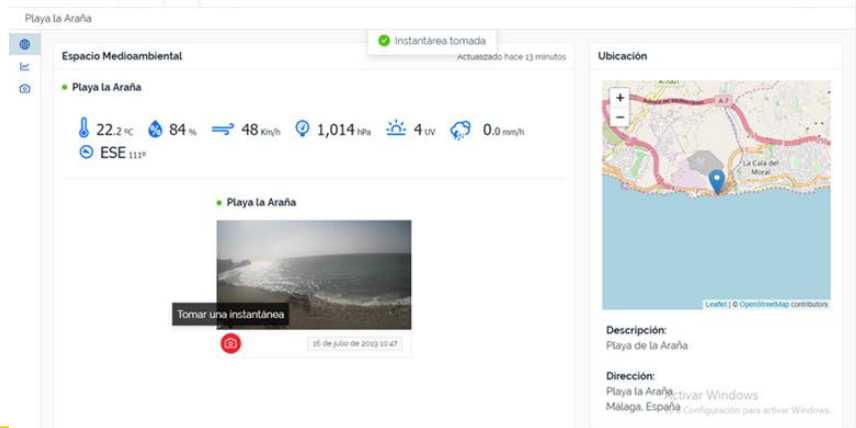 Playa la Araña
Instantánea tomada
Espacio Medioambiental
Actualizado hace 13 minutos
Playa la Araña
22.2 ºC
84 %
48 Km/h
1,014 hPa
4 UV
0.0 mm/h
ESE 111º
Playa la Araña
Tomar una instantánea
16 de julio de 2019 10:47
Ubicación
+
−
A-7
La Cala del
Moral
Leaflet | © OpenStreetMap contributors
Descripción:
Playa de la Araña
Dirección:
Playa la Araña
Málaga, España
Activar Windows
Configuración para activar Windows.